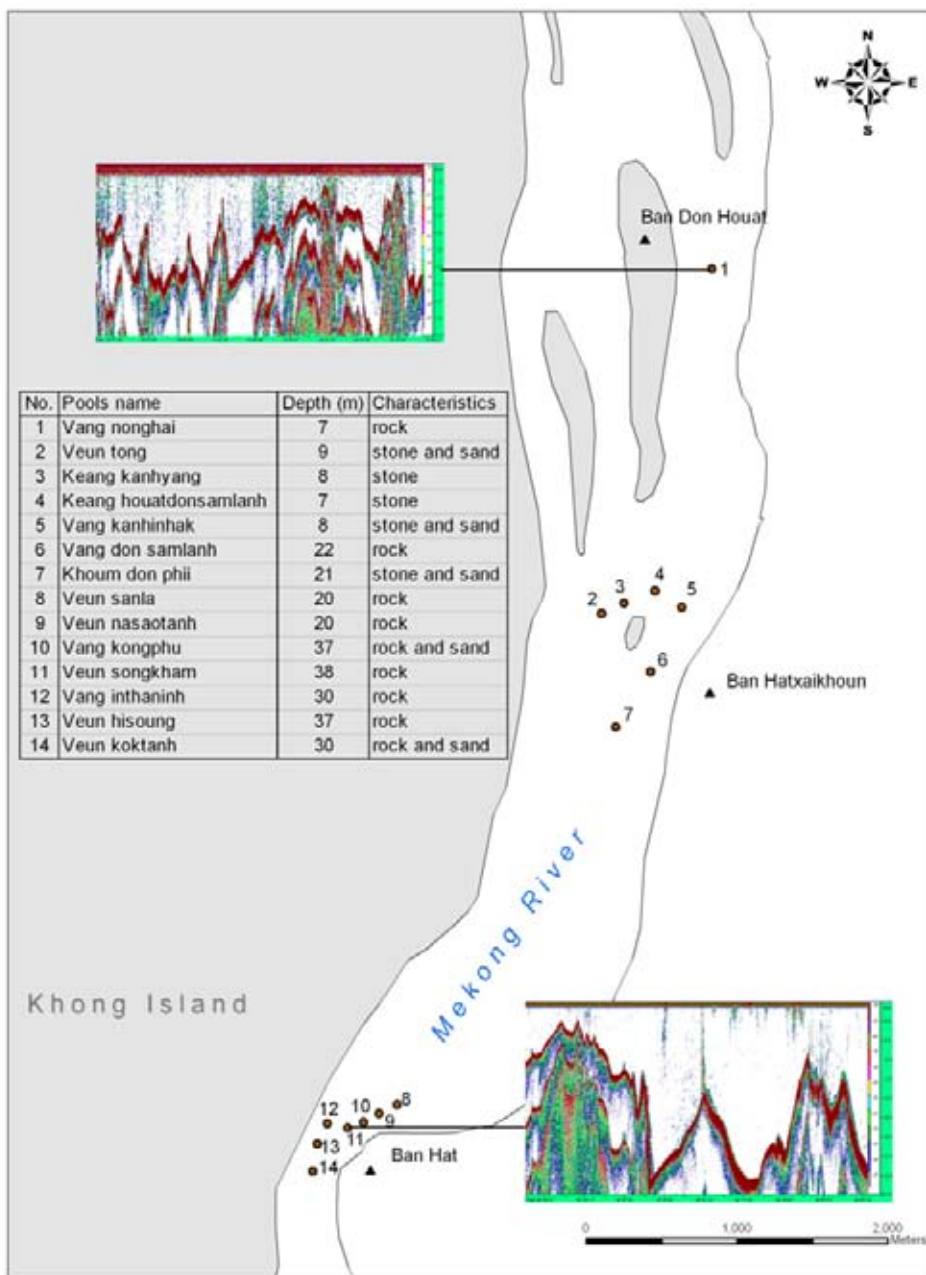 N
W E
S
Ban Don Houat
1
No. Pools name Depth (m) Characteristics
1 Vang nonghai 7 rock
2 Veun tong 9 stone and sand
3 Keang kanhyang 8 stone
4 Keang houatdonsamlanh 7 stone
5 Vang kanhinhak 8 stone and sand
6 Vang don samlanh 22 rock
7 Khoum don phii 21 stone and sand
8 Veun sanla 20 rock
9 Veun nasaotanh 20 rock
10 Vang kongphu 37 rock and sand
11 Veun songkham 38 rock
12 Vang inthaninh 30 rock
13 Veun hisoung 37 rock
14 Veun koktanh 30 rock and sand
2 3 4 5
6
Ban Hatxaikhoun
7
Mekong River
Khong Island
12 10 8
11 9
13
14
Ban Hat
0 1,000 2,000
Meters